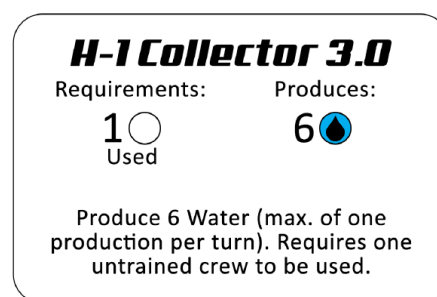 H-1 Collector 3.0
Requirements: Produces:
1 6
Used
Produce 6 Water (max. of one
production per turn). Requires one
untrained crew to be used.